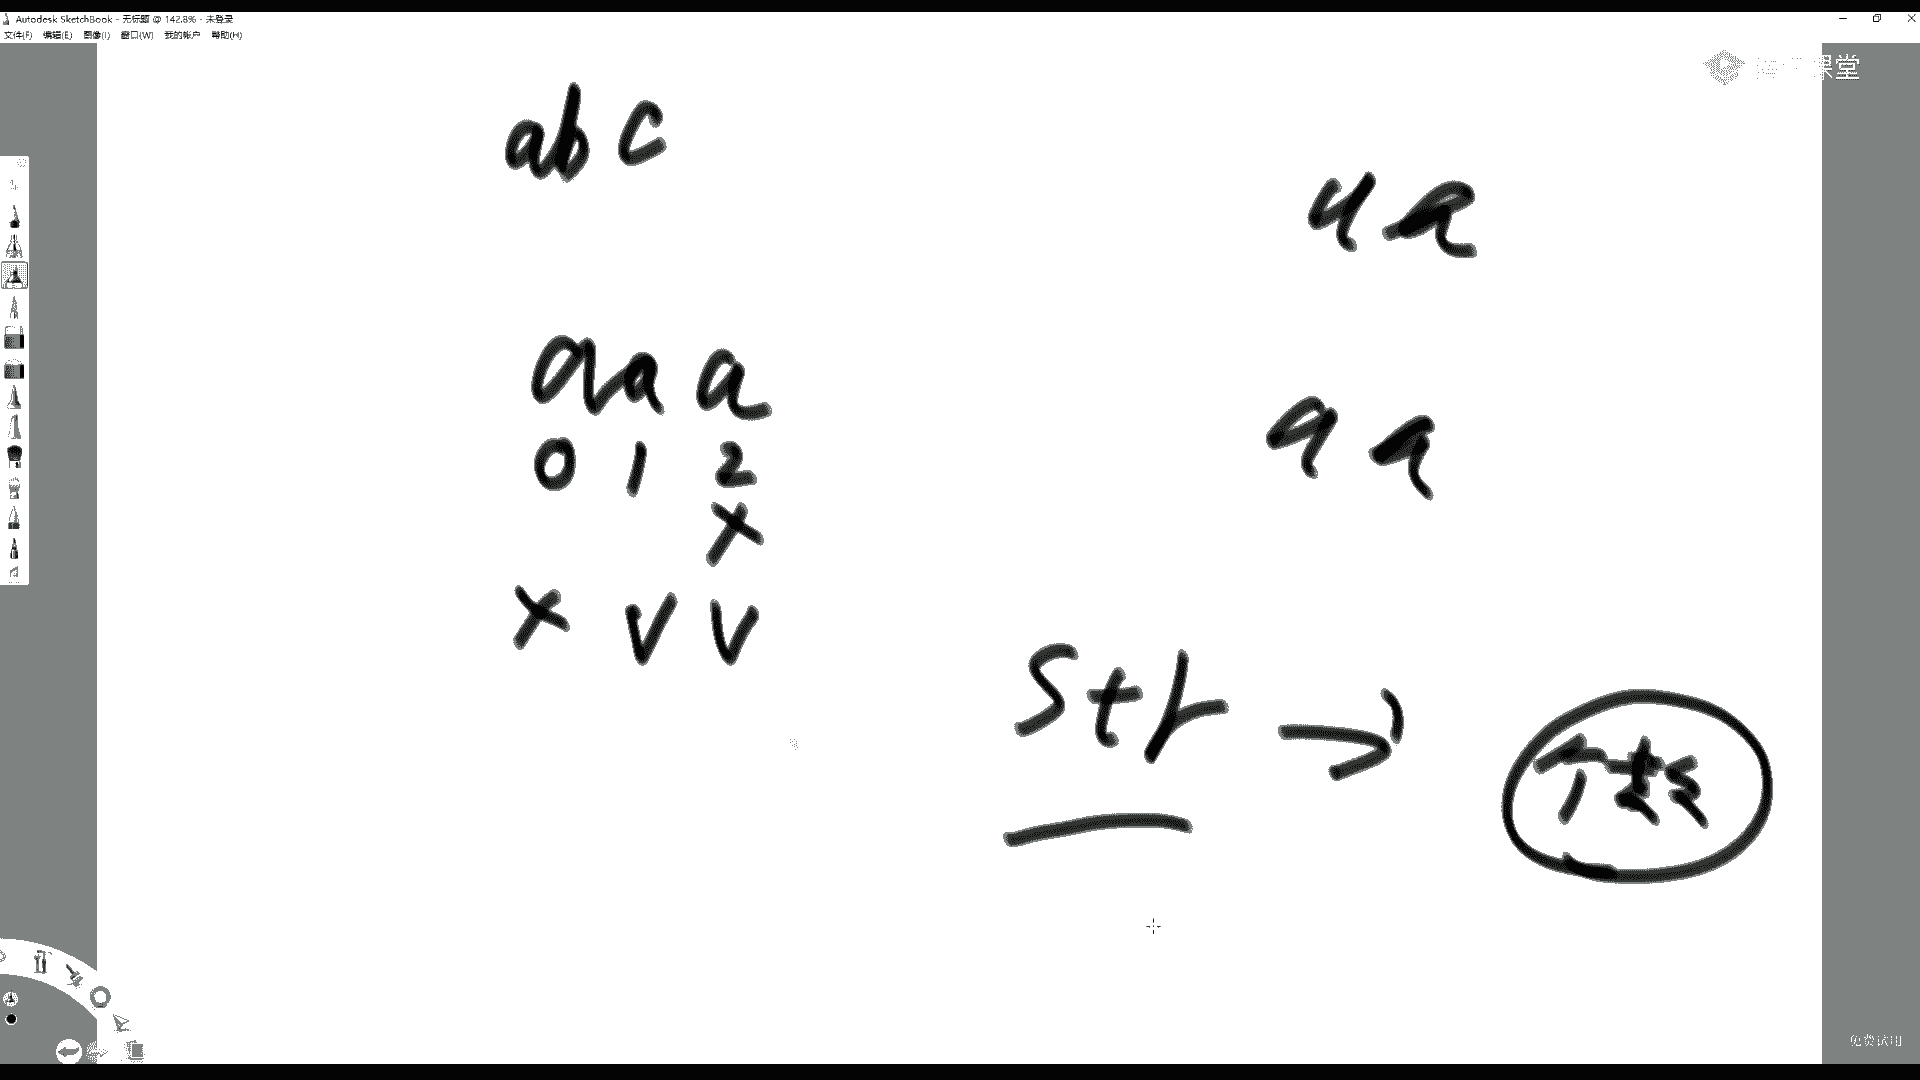 Autodesk SketchBook - 无标题 @ 142.8% - 未登录
文件(F) 编辑(E) 图像(I) 窗口(W) 我的帐户 帮助(H)
课堂
abc
aa
aaa
aa
0 1 2
x
x v v
Str → 个数
免费试用